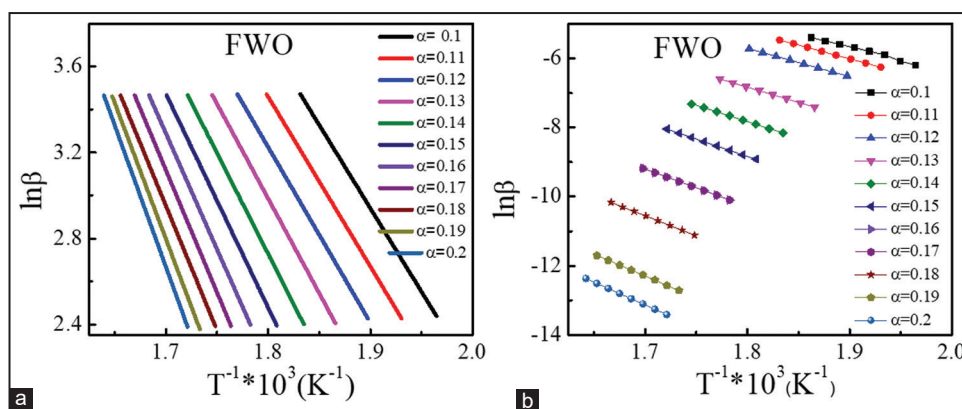 FWO
lnβ
3.6
3.2
2.8
2.4
1.7
1.8
1.9
2.0
T⁻¹*10³(K⁻¹)
α= 0.1
α=0.11
α=0.12
α=0.13
α=0.14
α=0.15
α=0.16
α=0.17
α=0.18
α=0.19
α=0.2
a
FWO
lnβ
-6
-8
-10
-12
-14
1.6
1.7
1.8
1.9
2.0
T⁻¹*10³(K⁻¹)
α=0.1
α=0.11
α=0.12
α=0.13
α=0.14
α=0.15
α=0.16
α=0.17
α=0.18
α=0.19
α=0.2
b